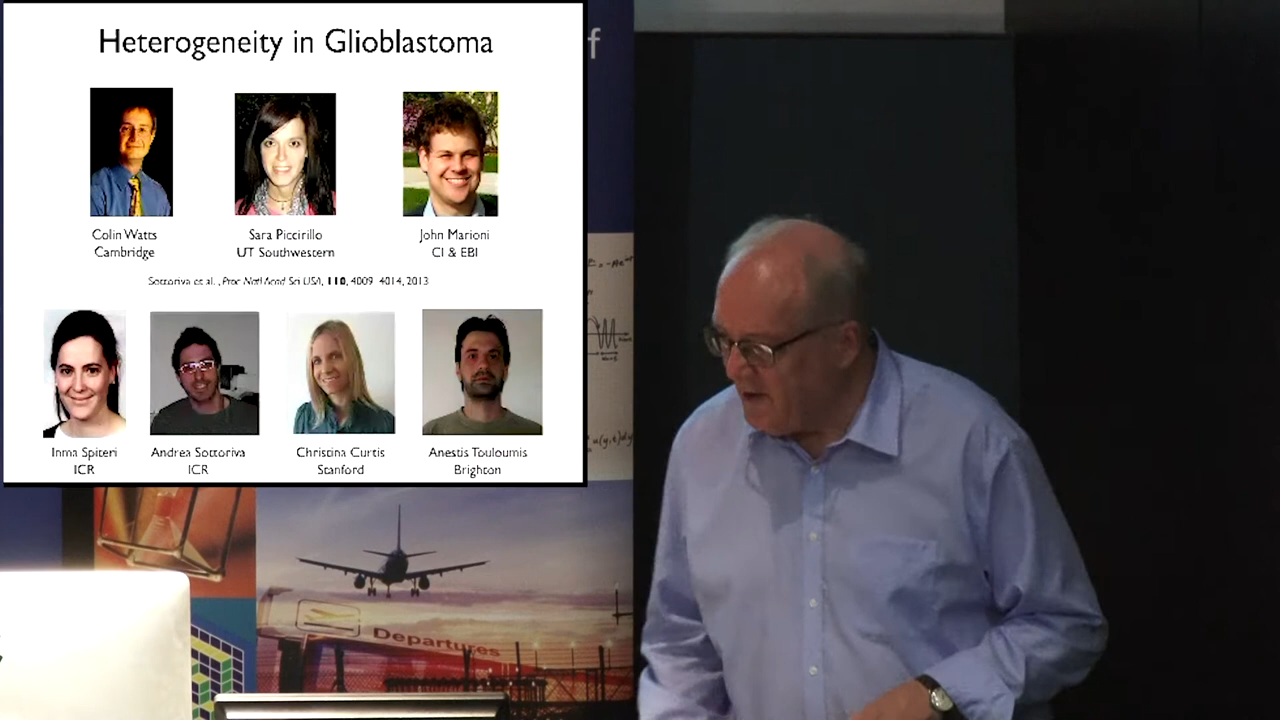 Heterogeneity in Glioblastoma
f
Colin Watts
Cambridge
Sara Piccirillo
UT Southwestern
John Marioni
CI & EBI
Sottoriva et al., Proc Natl Acad Sci USA, 110, 4009-4014, 2013
Inma Spiteri
ICR
Andrea Sottoriva
ICR
Christina Curtis
Stanford
Anestis Touloumis
Brighton
Departures